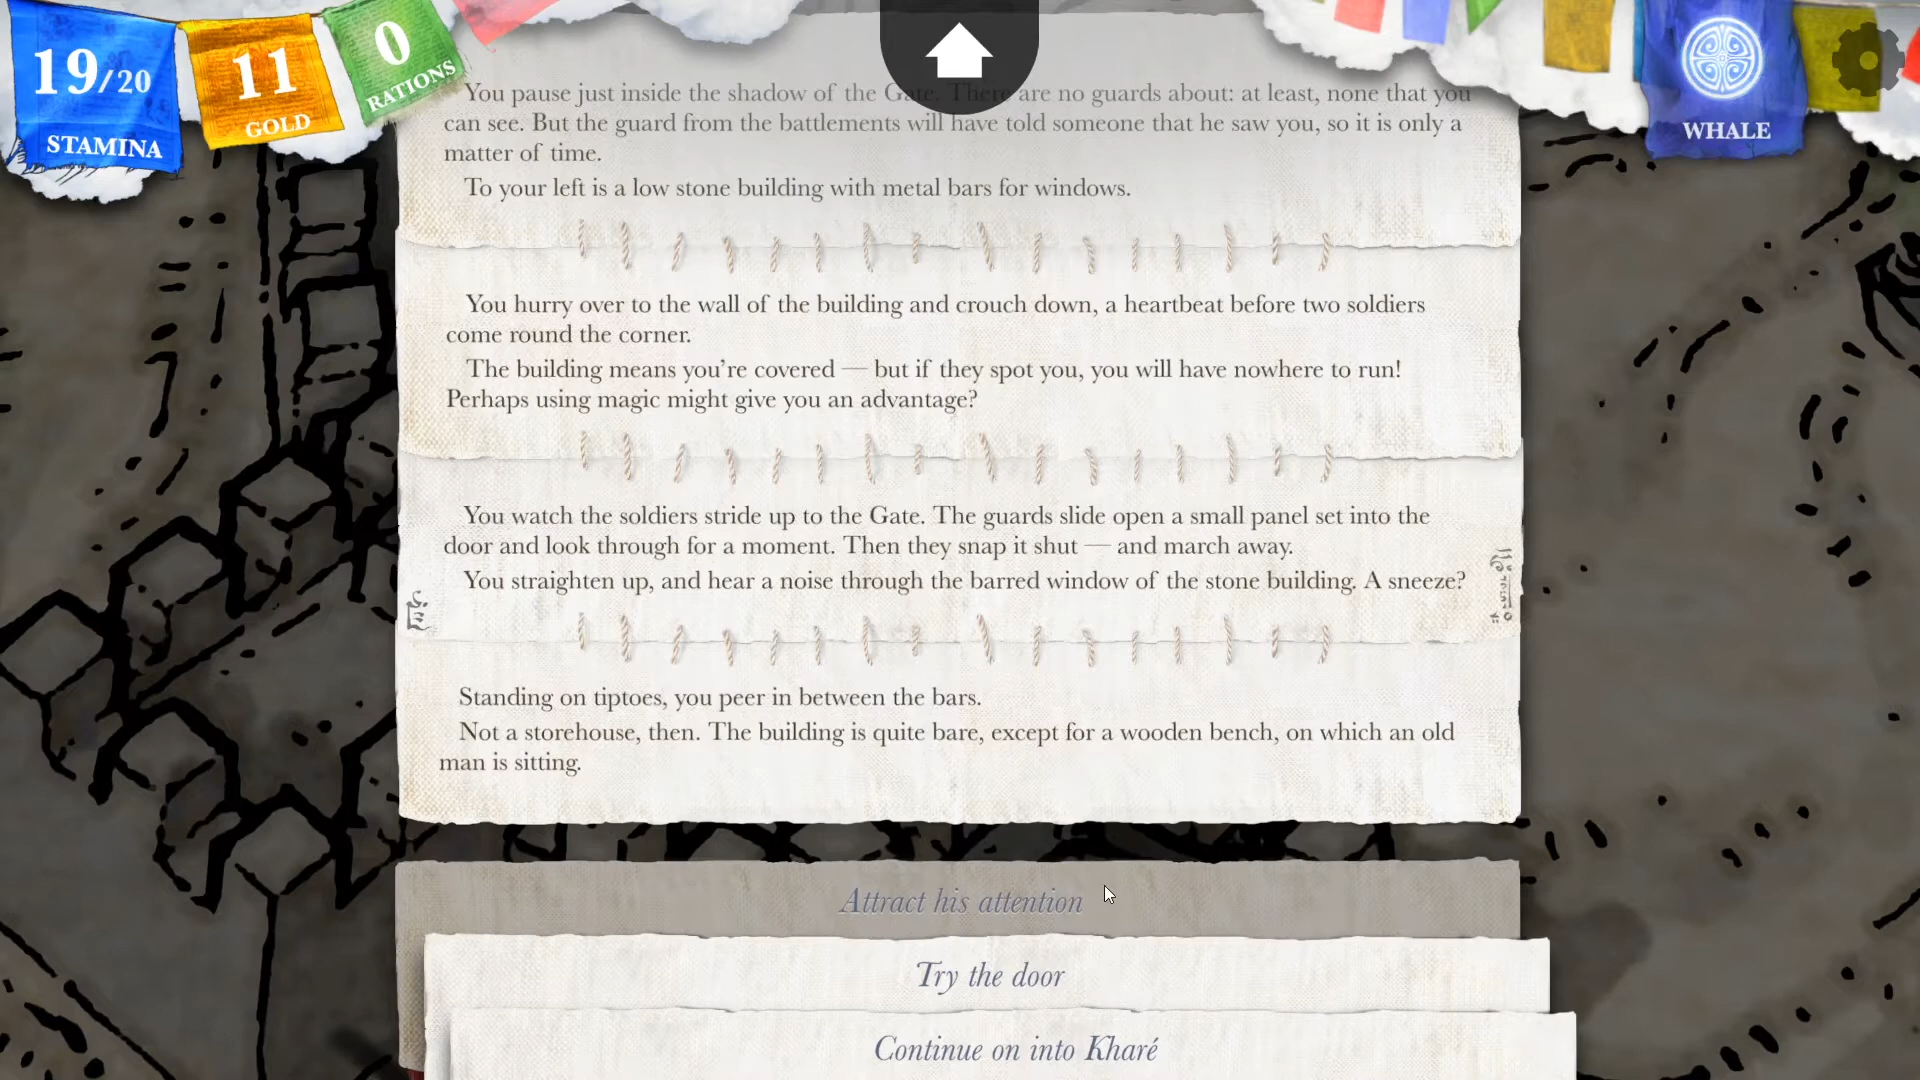 19/20
STAMINA
11
GOLD
0
RATIONS
WHALE
You pause just inside the shadow of the Gate. There are no guards about: at least, none that you
can see. But the guard from the battlements will have told someone that he saw you, so it is only a
matter of time.
To your left is a low stone building with metal bars for windows.
You hurry over to the wall of the building and crouch down, a heartbeat before two soldiers
come round the corner.
The building means you're covered — but if they spot you, you will have nowhere to run!
Perhaps using magic might give you an advantage?
You watch the soldiers stride up to the Gate. The guards slide open a small panel set into the
door and look through for a moment. Then they snap it shut — and march away.
You straighten up, and hear a noise through the barred window of the stone building. A sneeze?
Standing on tiptoes, you peer in between the bars.
Not a storehouse, then. The building is quite bare, except for a wooden bench, on which an old
man is sitting.
Attract his attention
Try the door
Continue on into Kharé